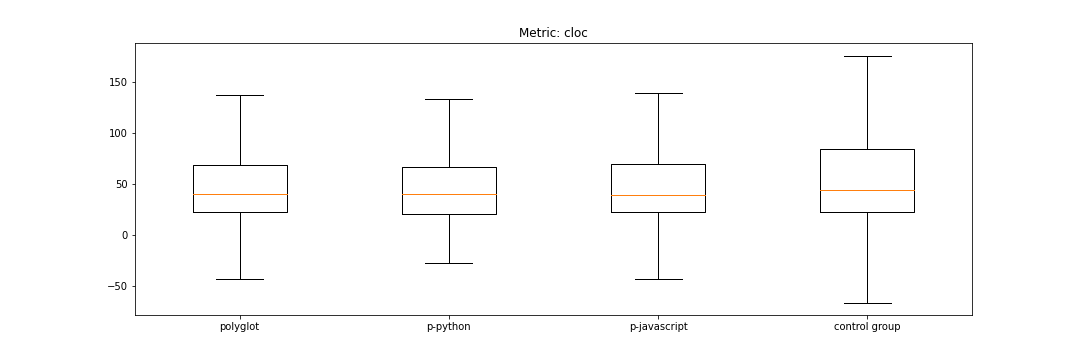 Metric: cloc
150
100
50
0
−50
polyglot
p-python
p-javascript
control group